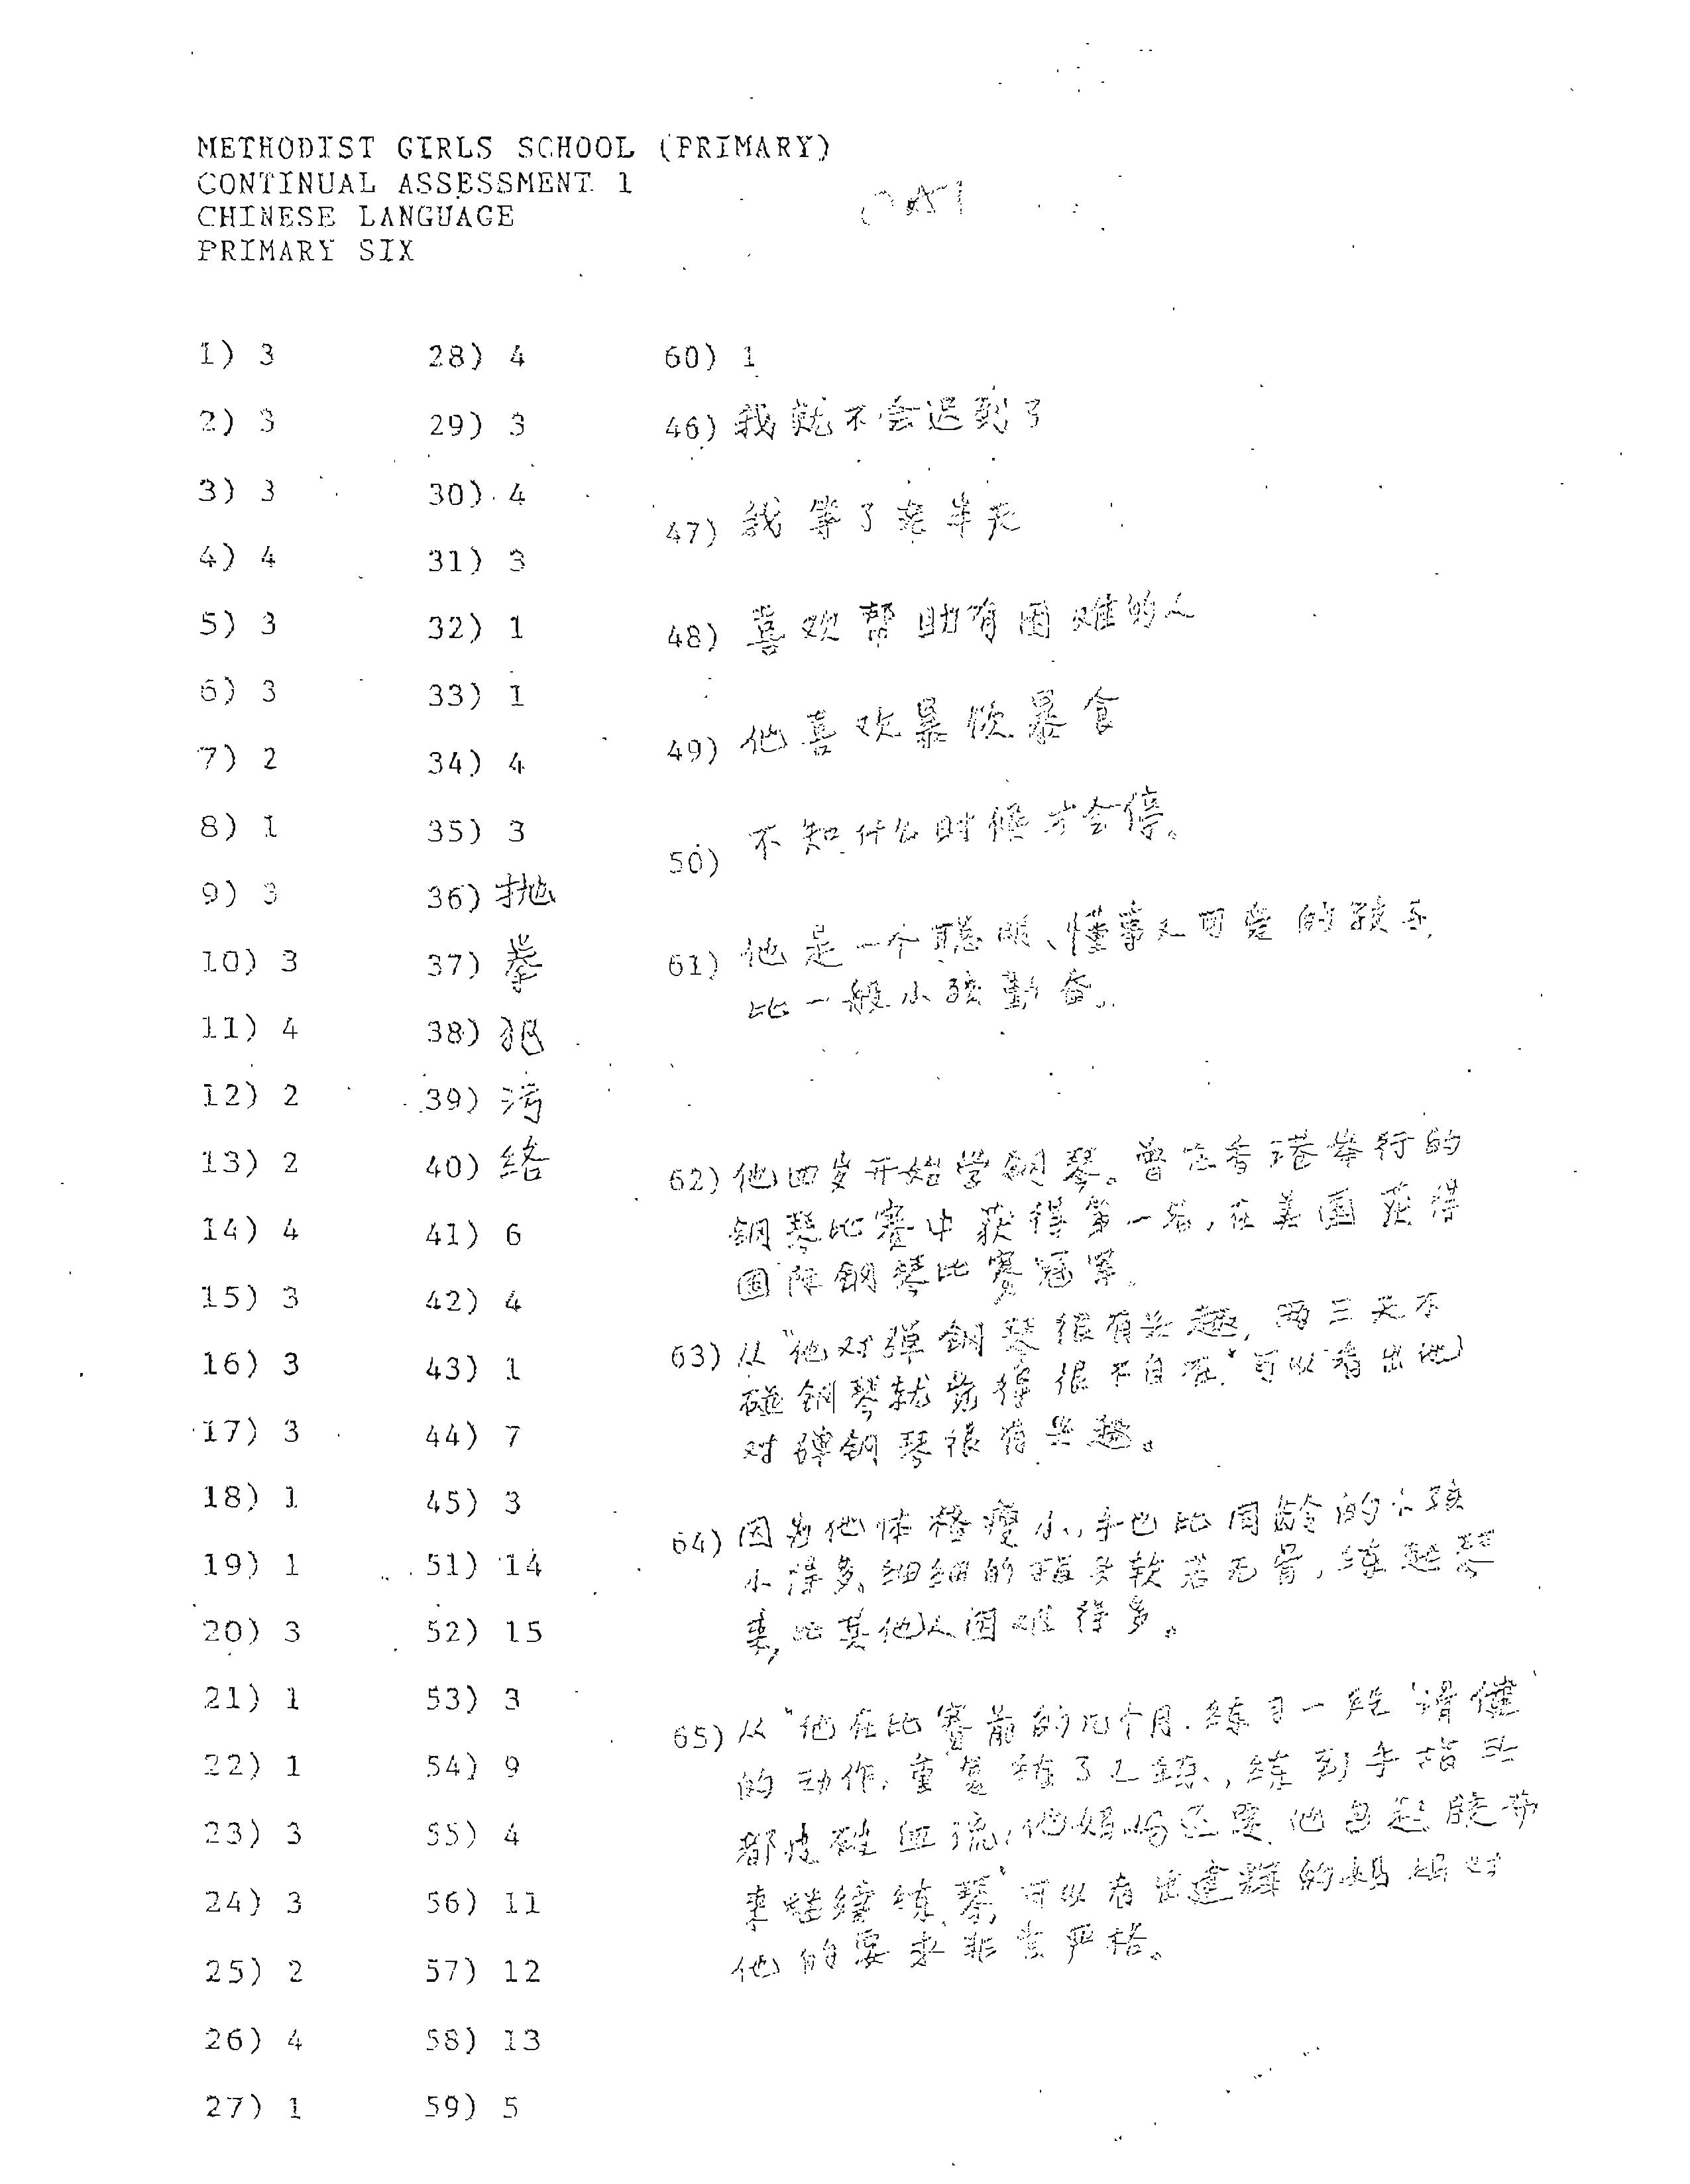 METHODIST GIRLS SCHOOL (PRIMARY)
CONTINUAL ASSESSMENT 1
CHINESE LANGUAGE
PRIMARY SIX
1) 3
2) 3
3) 3
4) 4
5) 3
6) 3
7) 2
8) 1
9) 3
10) 3
11) 4
12) 2
13) 2
14) 4
15) 3
16) 3
17) 3
18) 1
19) 1
20) 3
21) 1
22) 1
23) 3
24) 3
25) 2
26) 4
27) 1
28) 4
29) 3
30) 4
31) 3
32) 1
33) 1
34) 4
35) 3
36) 抛
37) 拳
38) 犯
39) 污
40) 络
41) 6
42) 4
43) 1
44) 7
45) 3
51) 14
52) 15
53) 3
54) 9
55) 4
56) 11
57) 12
58) 13
59) 5
60) 1
46) 我就不会迟到了
47) 我等了老半天
48) 喜欢帮助有困难的人
49) 他喜欢暴饮暴食
50) 不知什么时候才会停。
61) 他是一个聪明、懂事又可爱的孩子,
比一般小孩勤奋。
62) 他四岁开始学钢琴。曾在香港举行的
钢琴比赛中获得第一名,在美国获得
国际钢琴比赛冠军。
63) 从"他对弹钢琴很有兴趣,两三天不
碰钢琴就觉得很不自在"可以看出他
对弹钢琴很有兴趣。
64) 因为他体格瘦小,手也比同龄的小孩
小得多,细细的指头软若无骨,练起琴
来,比其他人困难得多。
65) 从"他在比赛前的几个月,练习一段
的动作,重复练了又练,练到手指头
都皮破血流,他妈妈还要他包起胶布
来继续练琴"可以看出建辉的妈妈对
他的要求非常严格。